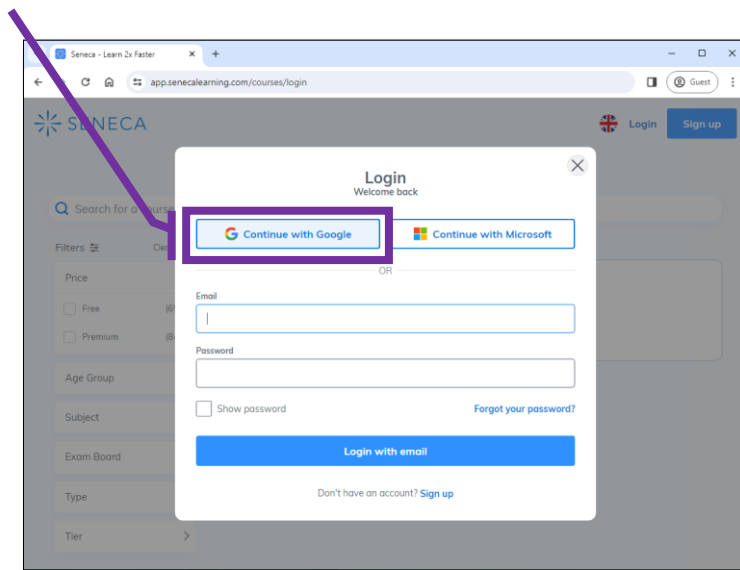 Seneca - Learn 2x Faster
app.senecalearning.com/courses/login
Guest
SENECA
Login
Sign up
Login
Welcome back
Search for a course
Continue with Google
Continue with Microsoft
Filters
OR
Price
Email
Free
Premium
Password
Age Group
Show password
Forgot your password?
Subject
Login with email
Exam Board
Don't have an account? Sign up
Type
Tier